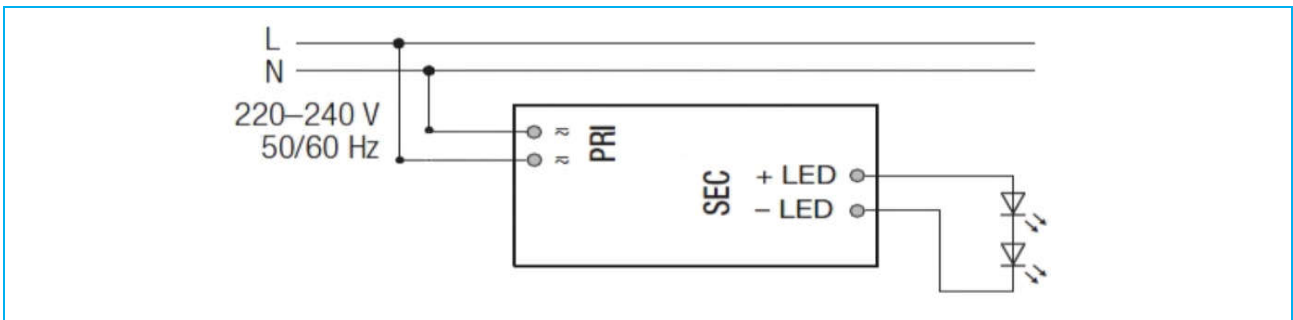 L
N
220–240 V
50/60 Hz
≂
≂
PRI
SEC
+ LED
– LED